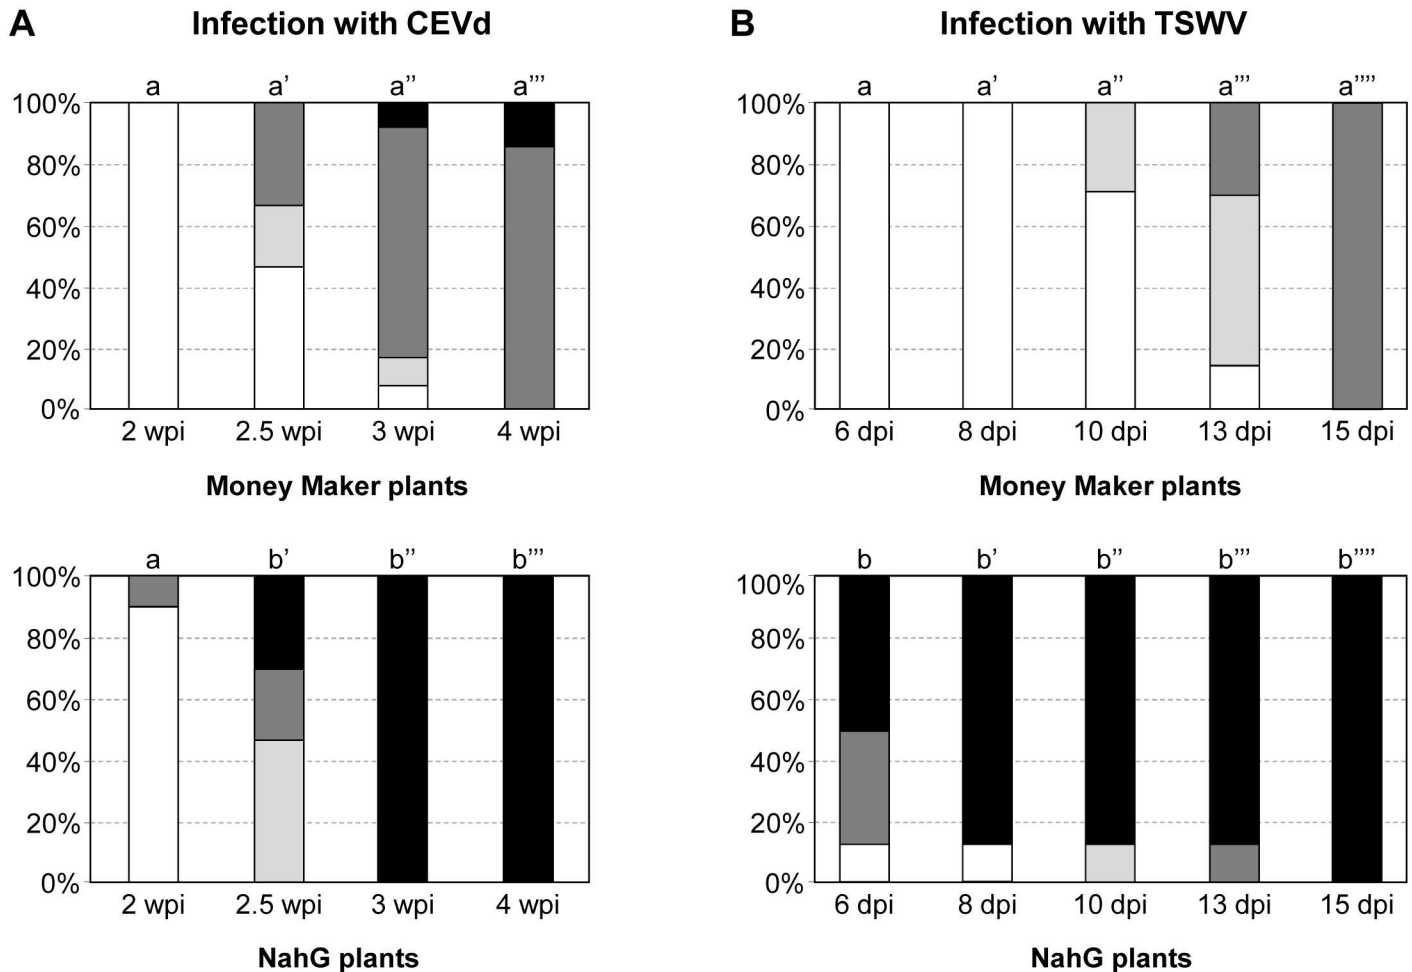 A Infection with CEVd
a a’ a’’ a’’’
100%
80%
60%
40%
20%
0%
2 wpi 2.5 wpi 3 wpi 4 wpi
Money Maker plants
a b’ b’’ b’’’
100%
80%
60%
40%
20%
0%
2 wpi 2.5 wpi 3 wpi 4 wpi
NahG plants
B Infection with TSWV
a a’ a’’ a’’’ a’’’’
100%
80%
60%
40%
20%
0%
6 dpi 8 dpi 10 dpi 13 dpi 15 dpi
Money Maker plants
b b’ b’’ b’’’ b’’’’
100%
80%
60%
40%
20%
0%
6 dpi 8 dpi 10 dpi 13 dpi 15 dpi
NahG plants